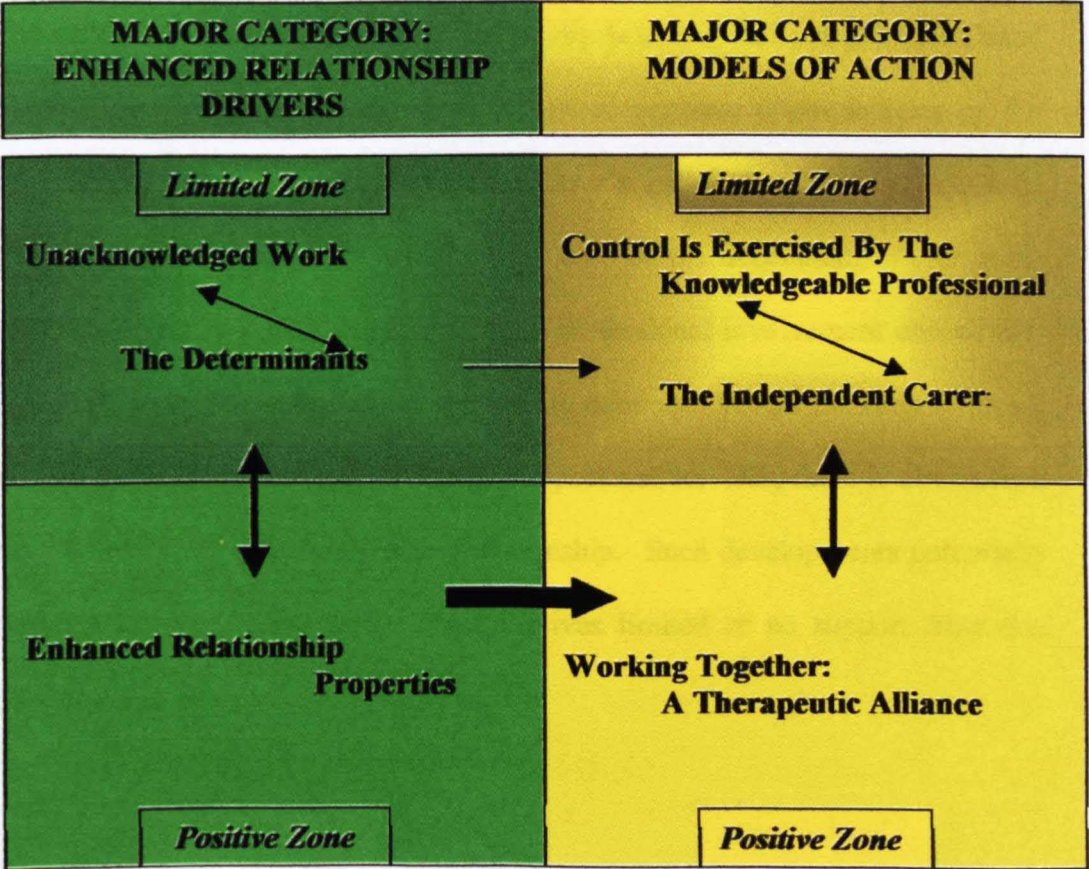 MAJOR CATEGORY:
ENHANCED RELATIONSHIP
DRIVERS
MAJOR CATEGORY:
MODELS OF ACTION
Limited Zone
Unacknowledged Work
The Determinants
Enhanced Relationship
Properties
Positive Zone
Limited Zone
Control Is Exercised By The
Knowledgeable Professional
The Independent Carer:
Working Together:
A Therapeutic Alliance
Positive Zone